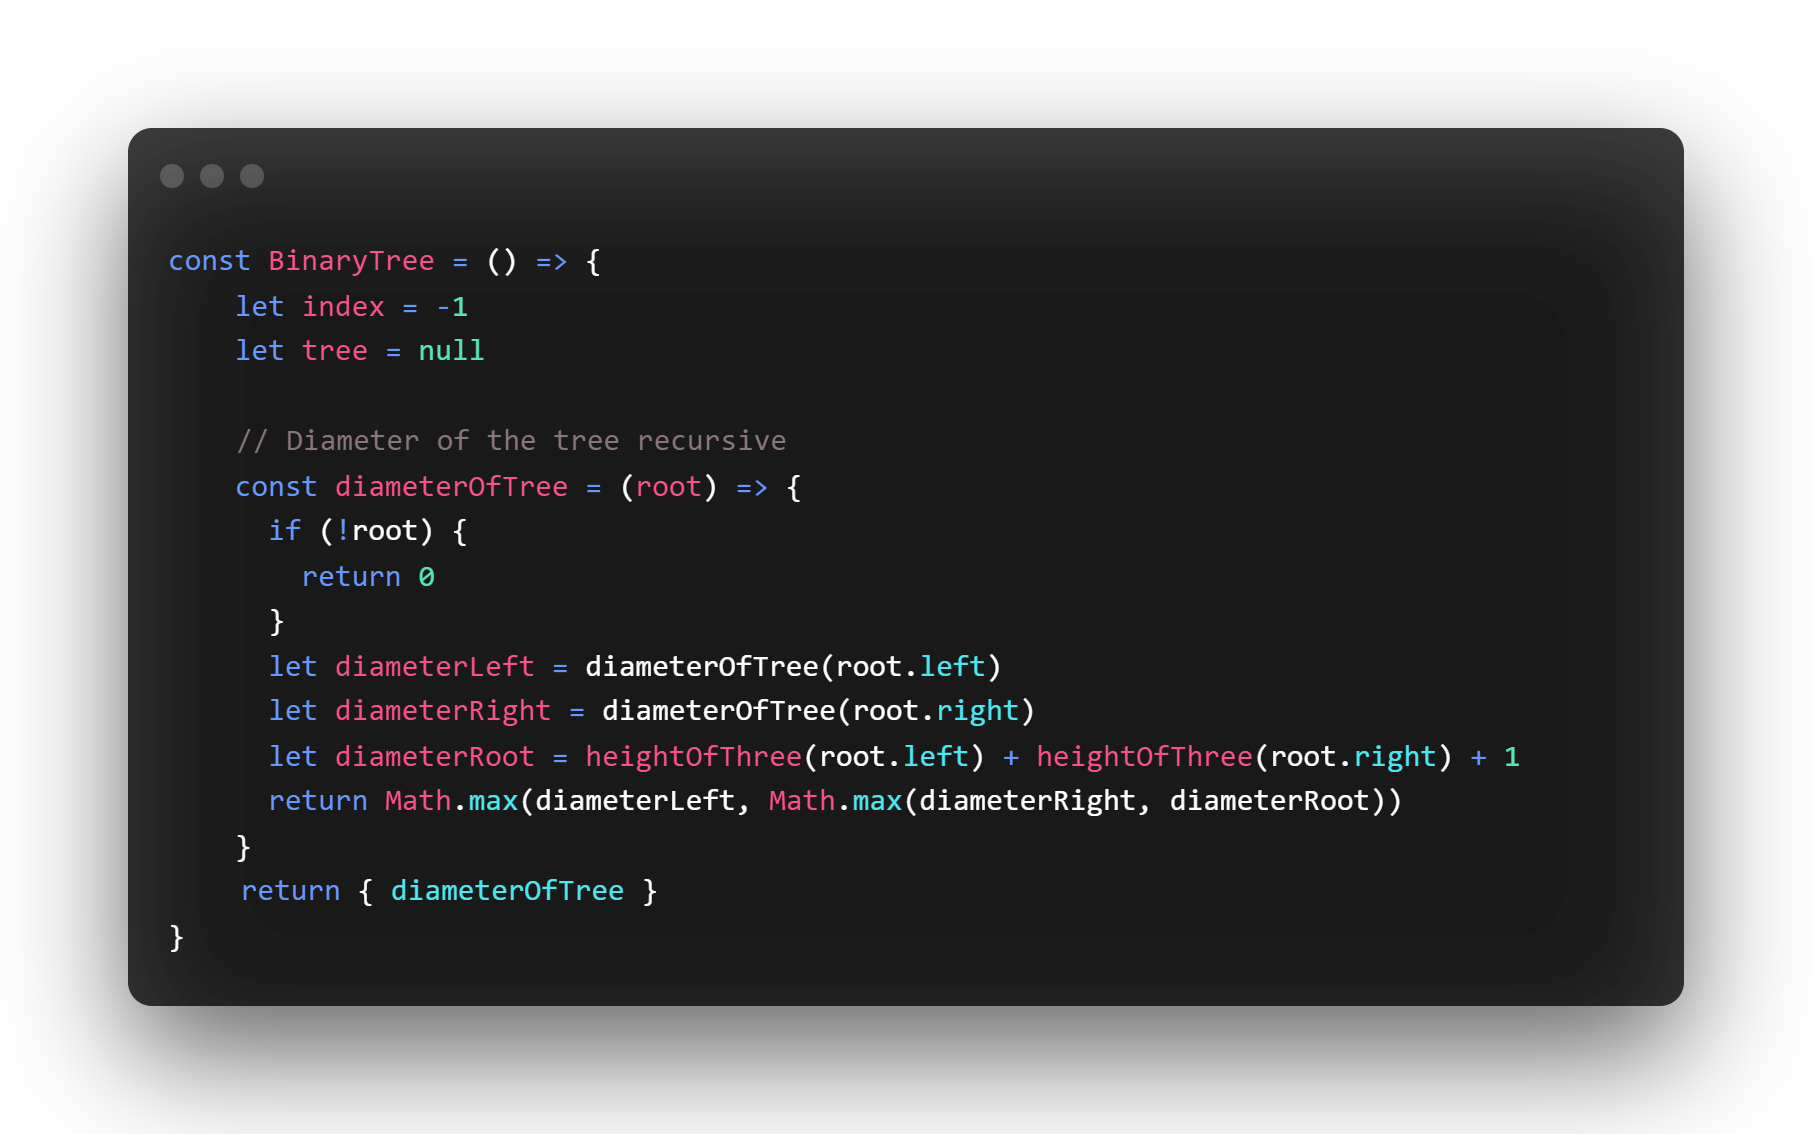 const BinaryTree = () => {
    let index = -1
    let tree = null

    // Diameter of the tree recursive
    const diameterOfTree = (root) => {
      if (!root) {
        return 0
      }
      let diameterLeft = diameterOfTree(root.left)
      let diameterRight = diameterOfTree(root.right)
      let diameterRoot = heightOfThree(root.left) + heightOfThree(root.right) + 1
      return Math.max(diameterLeft, Math.max(diameterRight, diameterRoot))
    }
    return { diameterOfTree }
}